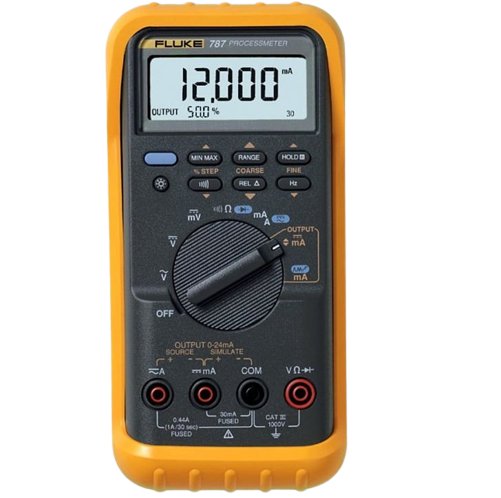 FLUKE 787 PROCESSMETER
12.000 mA
OUTPUT 50.0% 30
MIN MAX RANGE HOLD
% STEP COARSE FINE
REL Δ Hz
mV Ω mA
A
OUTPUT
V mA
V mA
OFF
OUTPUT 0-24mA
SOURCE SIMULATE
+ - + -
A mA COM V Ω
0.44A
(1A/30 sec)
FUSED
30mA
FUSED
CAT III
1000V